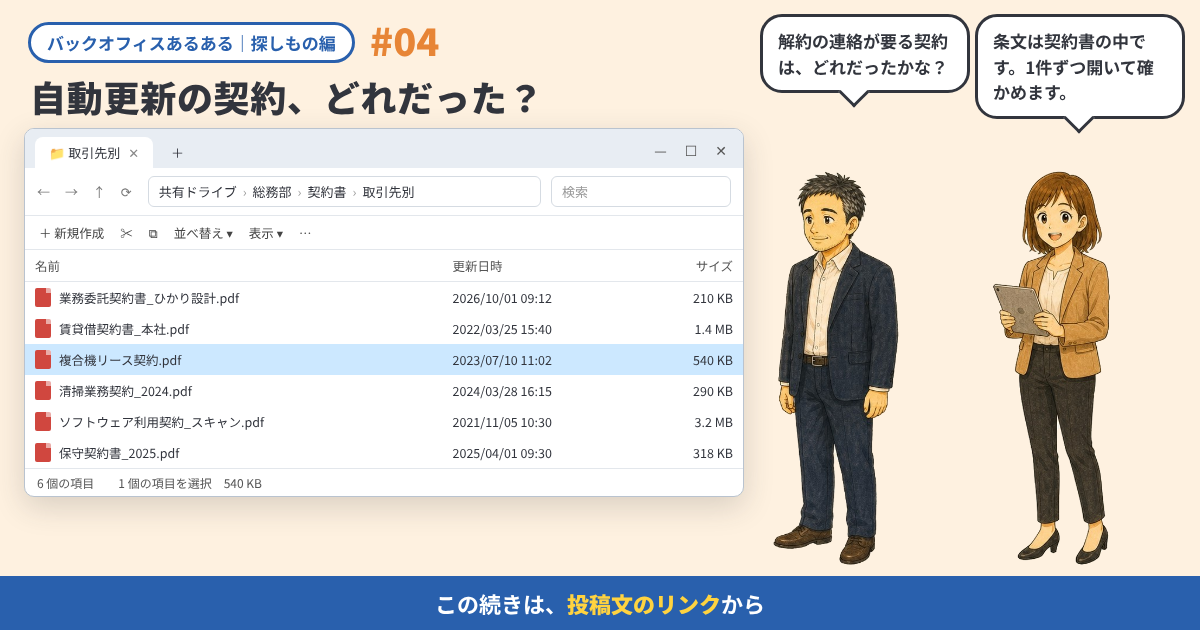 バックオフィスあるある｜探しもの編 #04
自動更新の契約、どれだった？
解約の連絡が要る契約
は、どれだったかな？
条文は契約書の中で
す。1件ずつ開いて確
かめます。
取引先別 × ＋ — □ ✕
← → ↑ ⟳ 共有ドライブ › 総務部 › 契約書 › 取引先別 検索
＋ 新規作成 ✂ ⧉ 並べ替え ▾ 表示 ▾ …
名前 更新日時 サイズ
業務委託契約書_ひかり設計.pdf 2026/10/01 09:12 210 KB
賃貸借契約書_本社.pdf 2022/03/25 15:40 1.4 MB
複合機リース契約.pdf 2023/07/10 11:02 540 KB
清掃業務契約_2024.pdf 2024/03/28 16:15 290 KB
ソフトウェア利用契約_スキャン.pdf 2021/11/05 10:30 3.2 MB
保守契約書_2025.pdf 2025/04/01 09:30 318 KB
6 個の項目 1 個の項目を選択 540 KB
この続きは、投稿文のリンクから